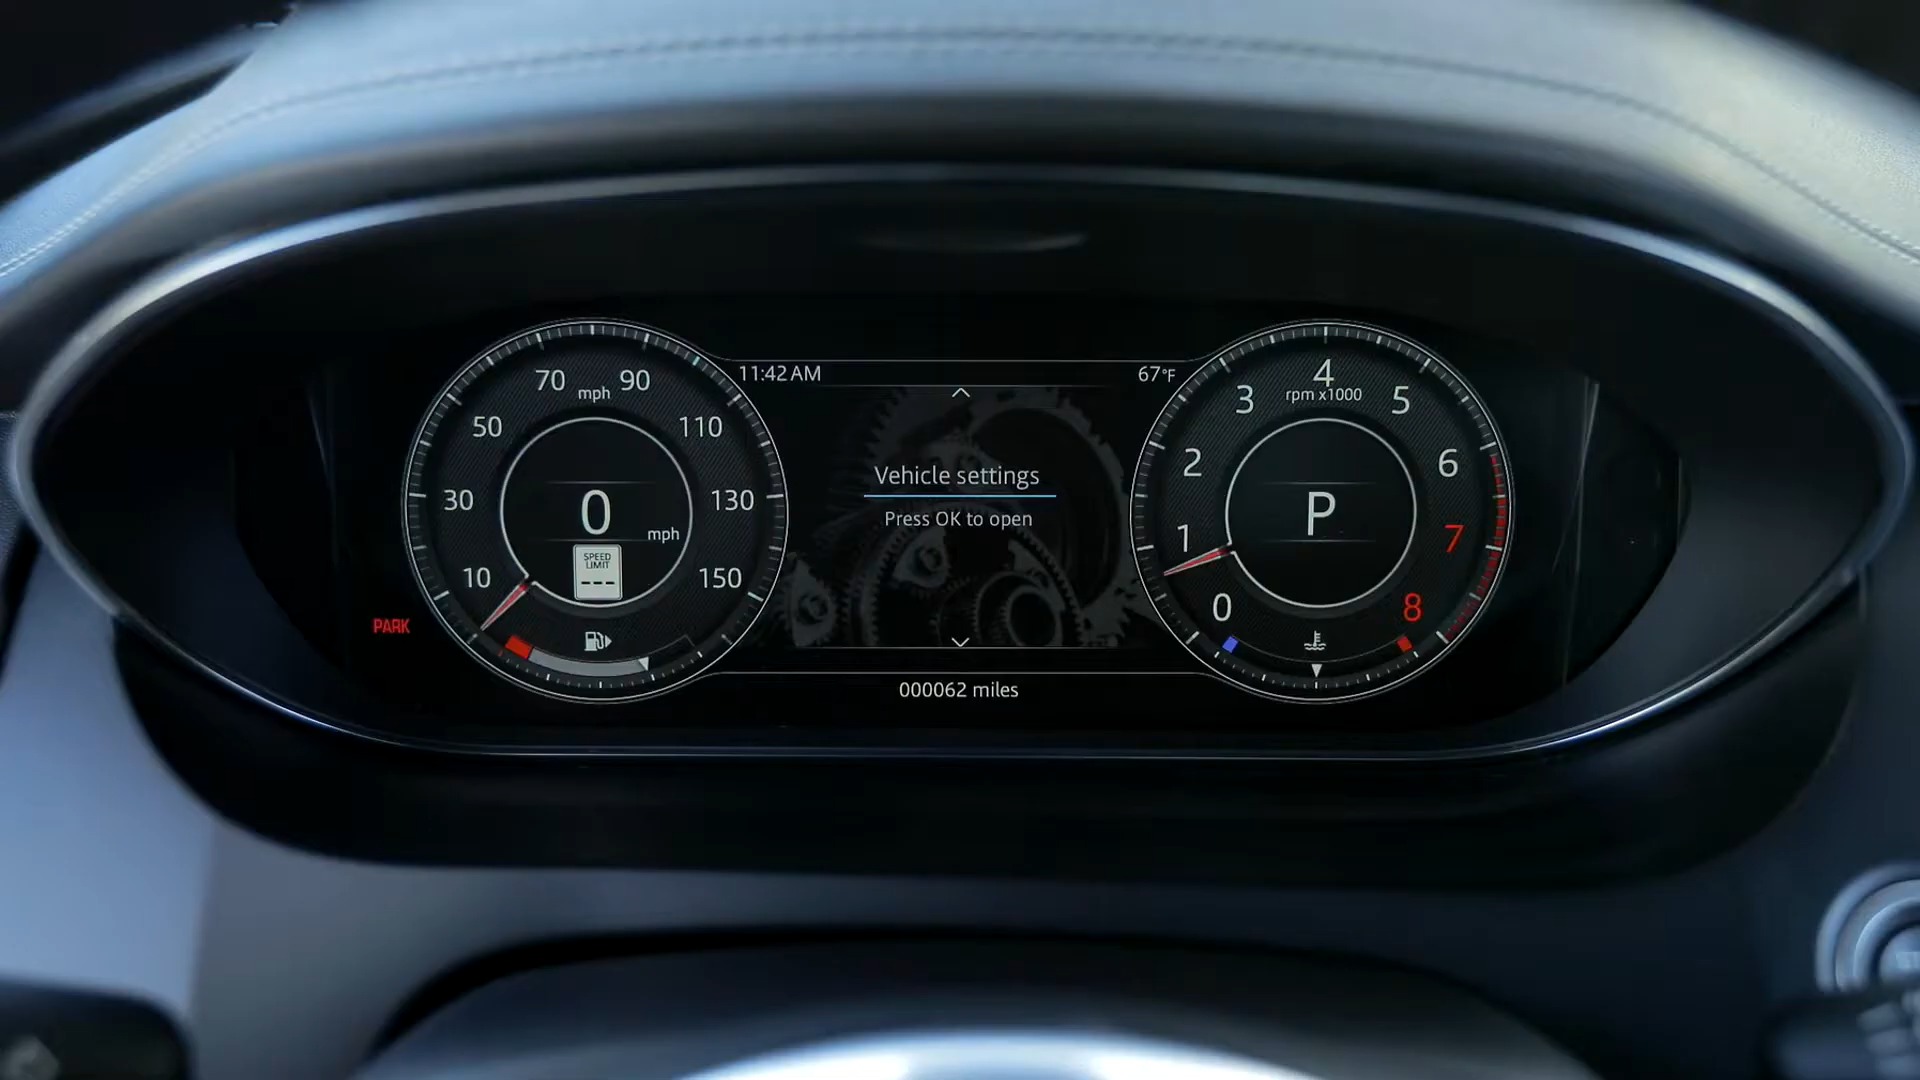 11:42 AM
67°F
70 mph 90
50
110
30
130
10
150
0
mph
SPEED
LIMIT
---
PARK
Vehicle settings
Press OK to open
000062 miles
4
rpm x1000
3
5
2
6
1
7
0
8
P